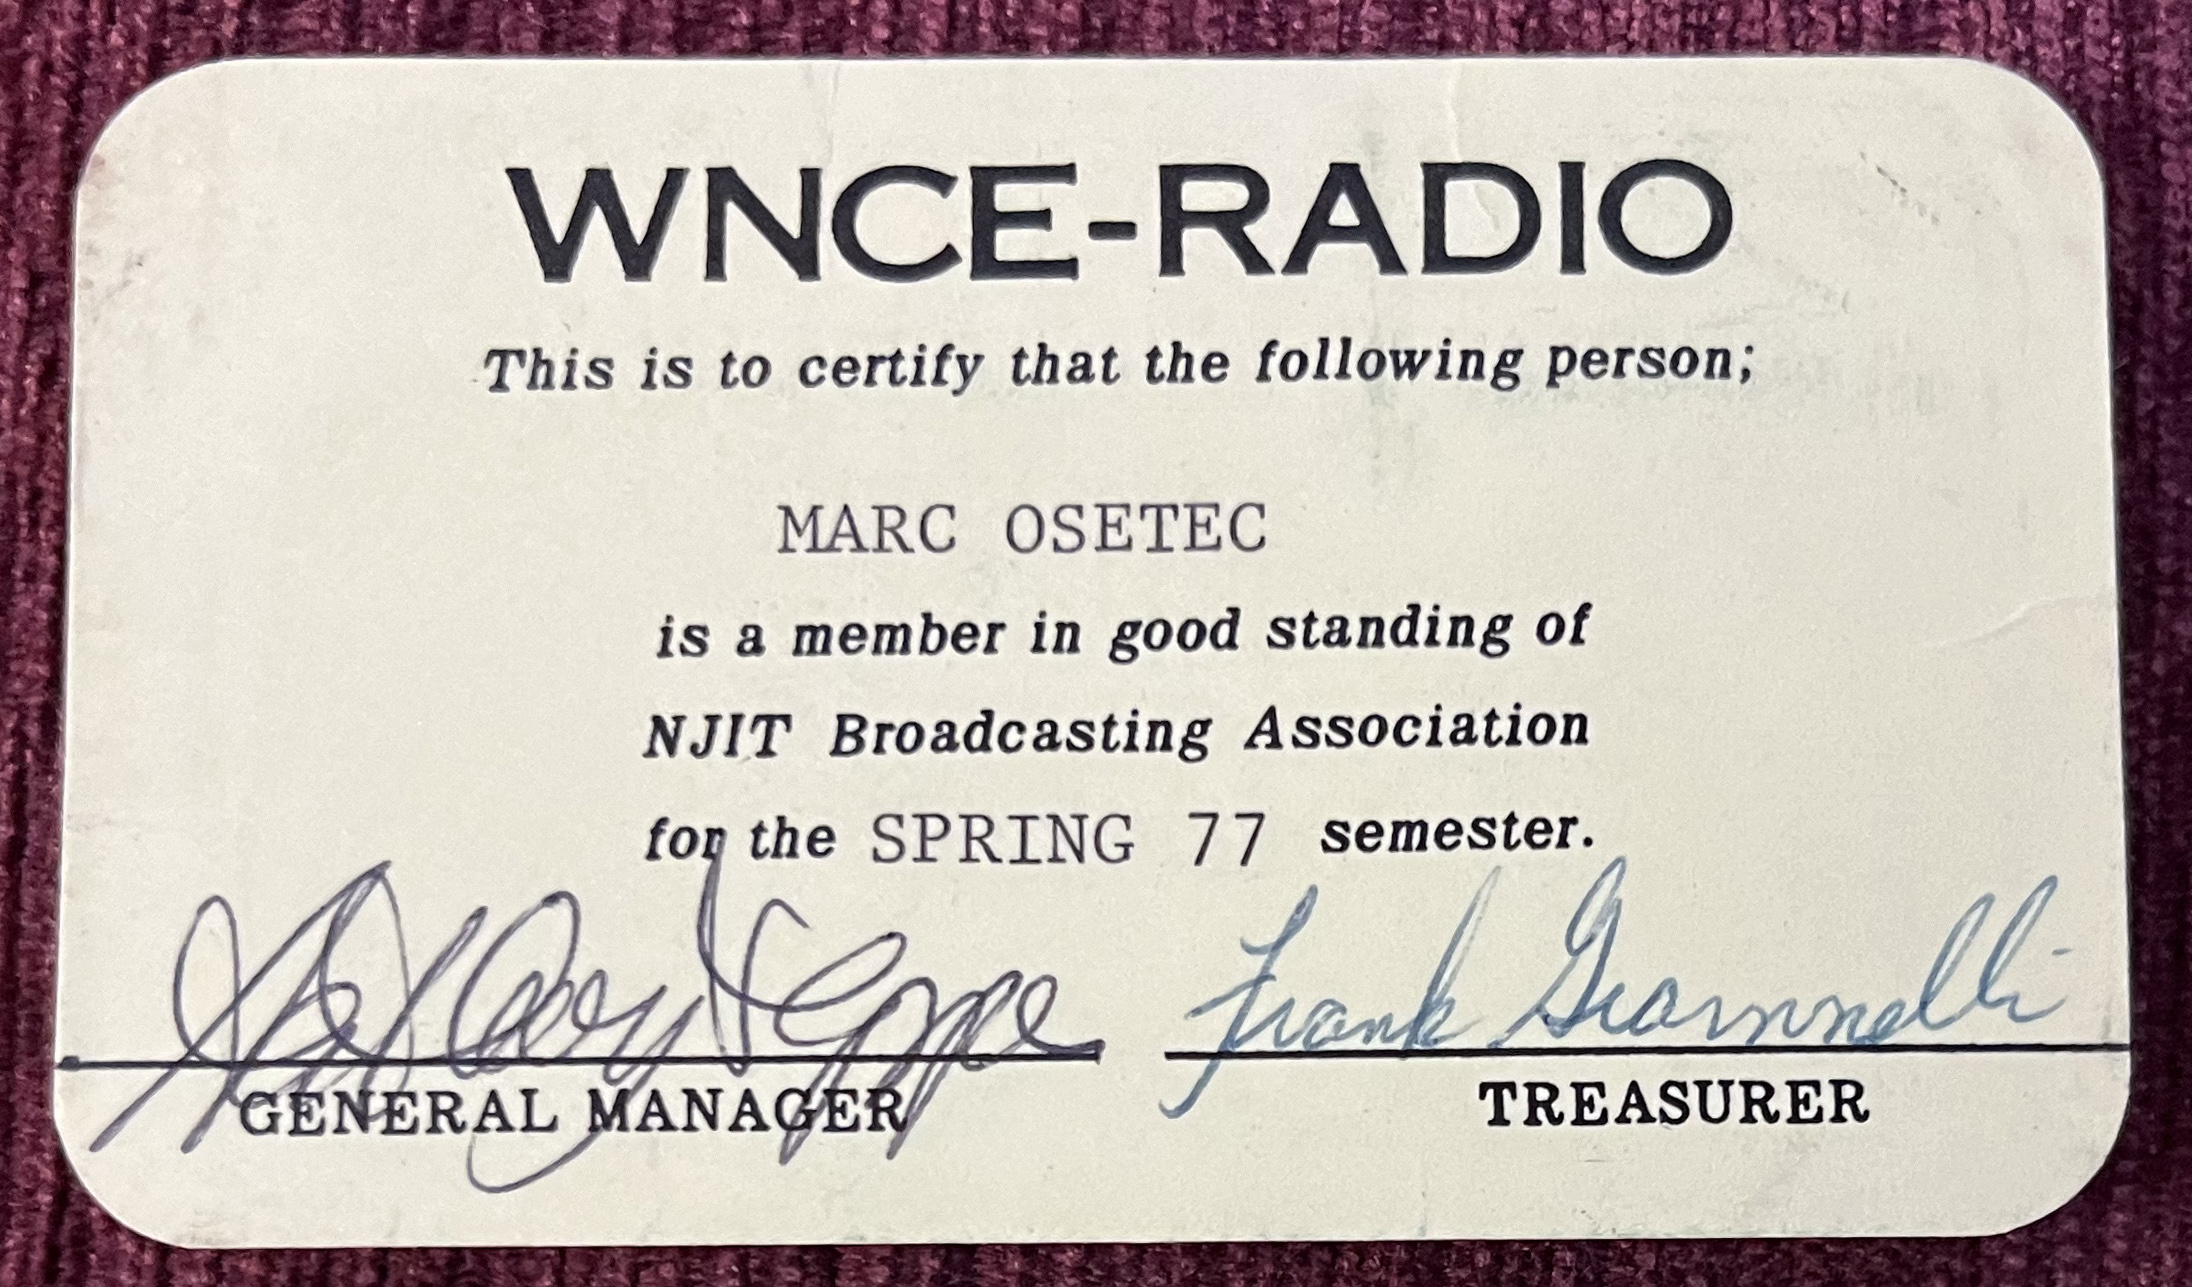 WNCE-RADIO
This is to certify that the following person;
MARC OSETEC
is a member in good standing of
NJIT Broadcasting Association
for the SPRING 77 semester.
Frank Giannelli
GENERAL MANAGER TREASURER